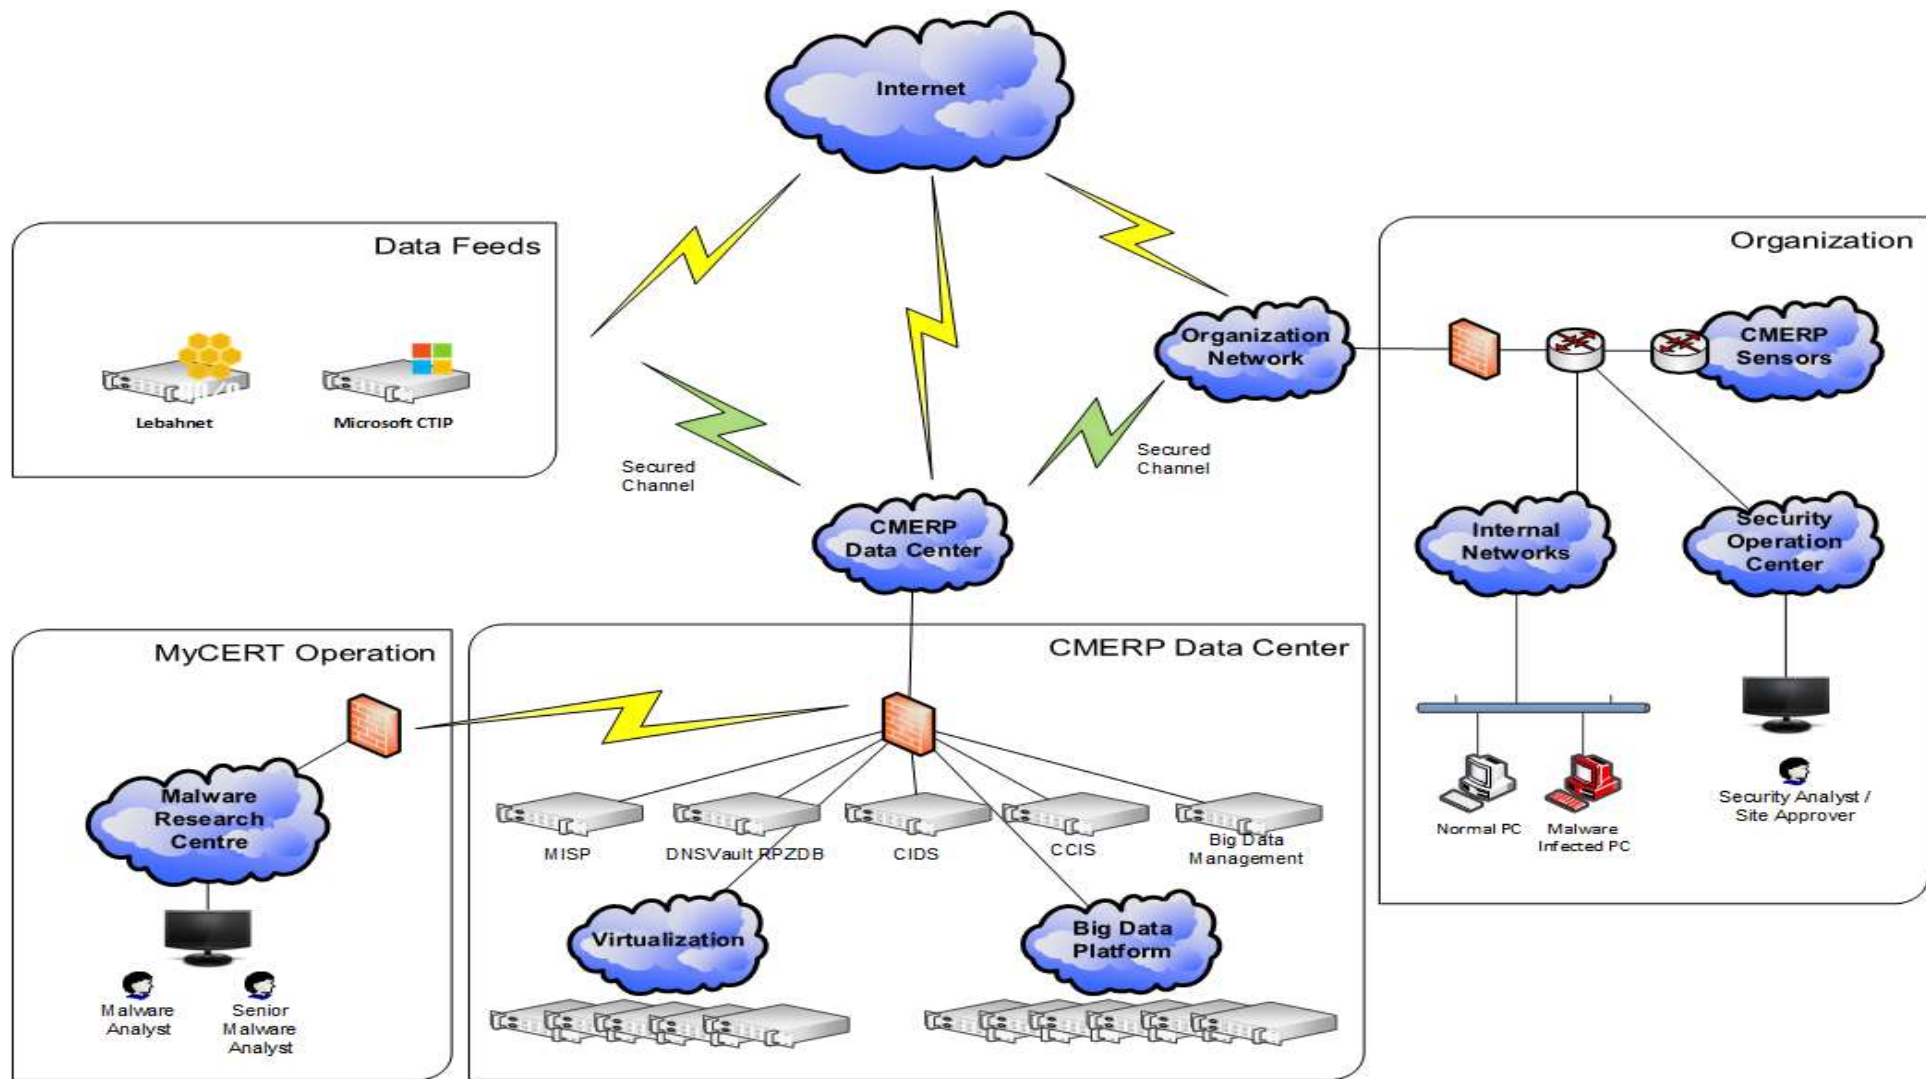 Internet
Data Feeds
Lebahnet
Microsoft CTIP
Secured
Channel
Organization
Network
Secured
Channel
Organization
CMERP
Sensors
CMERP
Data Center
Internal
Networks
Security
Operation
Center
Normal PC
Malware
Infected PC
Security Analyst /
Site Approver
MyCERT Operation
Malware
Research
Centre
Malware
Analyst
Senior
Malware
Analyst
CMERP Data Center
MISP
DNSVault RPZDB
CIDS
CCIS
Big Data
Management
Virtualization
Big Data
Platform